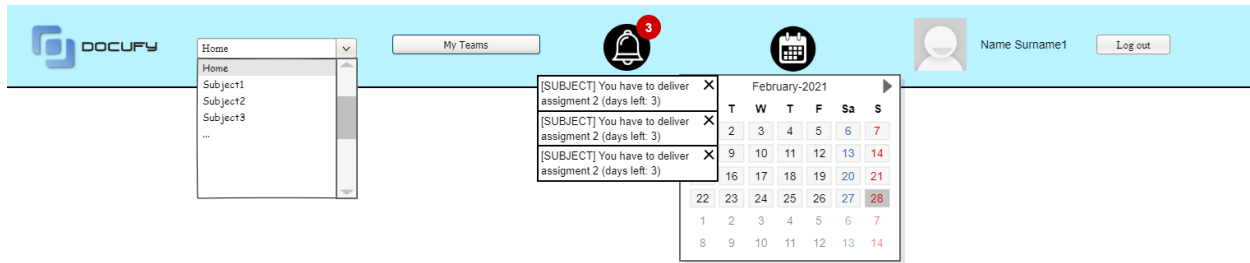 DOCUFY
Home
My Teams
3
Name Surname1
Log out
Home
Subject1
Subject2
Subject3
...
[SUBJECT] You have to deliver
assigment 2 (days left: 3)
[SUBJECT] You have to deliver
assigment 2 (days left: 3)
[SUBJECT] You have to deliver
assigment 2 (days left: 3)
February-2021
T W T F Sa S
2 3 4 5 6 7
9 10 11 12 13 14
16 17 18 19 20 21
22 23 24 25 26 27 28
1 2 3 4 5 6 7
8 9 10 11 12 13 14